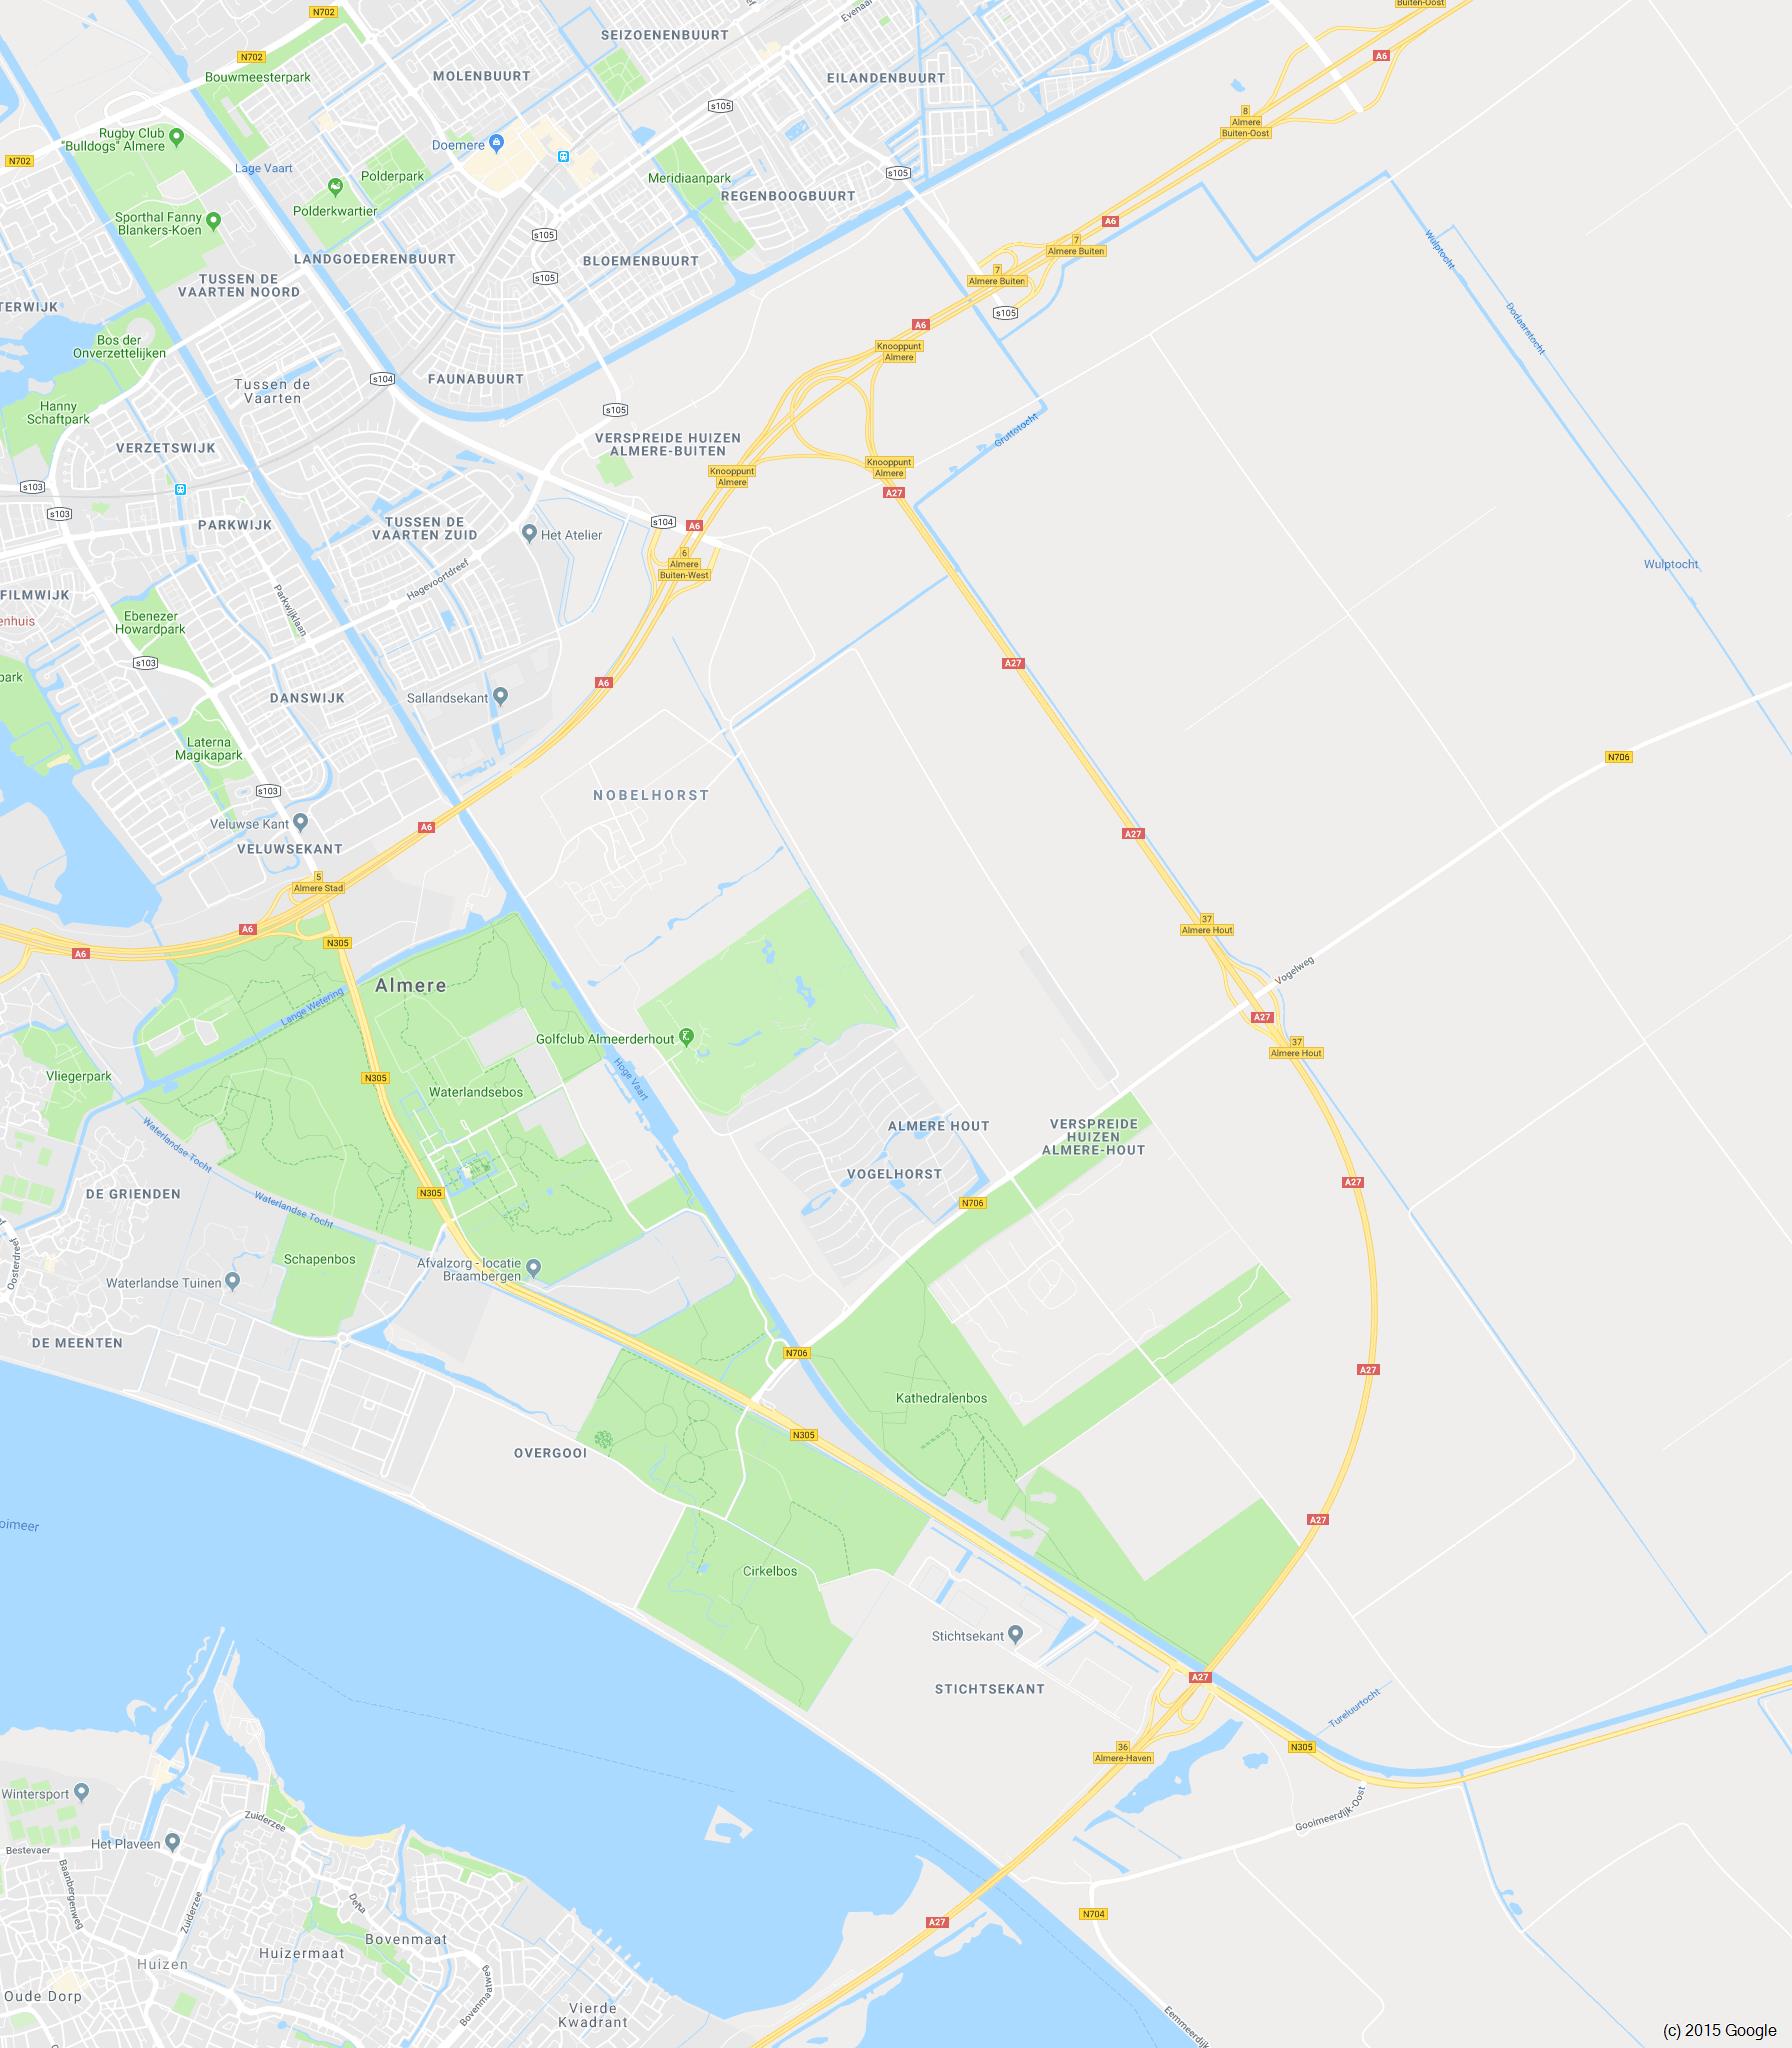 N702
Buiten-Oost
Evenaar
SEIZOENENBUURT
N702
A6
MOLENBUURT
Bouwmeesterpark
EILANDENBUURT
s105
8
Almere
Buiten-Oost
Rugby Club
"Bulldogs" Almere
Doemere
N702
Lage Vaart
Polderpark
Meridiaanpark
s105
REGENBOOGBUURT
Polderkwartier
Sporthal Fanny
Blankers-Koen
A6
s105
7
Almere Buiten
Wulptocht
LANDGOEDERENBUURT
BLOEMENBUURT
s105
7
Almere Buiten
TUSSEN DE
VAARTEN NOORD
TERWIJK
s105
Dodaarstocht
A6
Bos der
Onverzettelijken
Knooppunt
Almere
s104
FAUNABUURT
Tussen de
Vaarten
s105
Hanny
Schaftpark
Gruttotocht
VERZETSWIJK
VERSPREIDE HUIZEN
ALMERE-BUITEN
Knooppunt
Almere
Knooppunt
Almere
s103
A27
s103
PARKWIJK
TUSSEN DE
VAARTEN ZUID
Het Atelier
s104
A6
6
Almere
Buiten-West
Wulptocht
Hagevoortdreef
FILMWIJK
Parkwijklaan
enhuis
Ebenezer
Howardpark
s103
A27
park
A6
DANSWIJK
Sallandsekant
Laterna
Magikapark
N706
s103
NOBELHORST
Veluwse Kant
A6
A27
VELUWSEKANT
5
Almere Stad
37
Almere Hout
A6
A6
N305
Vogelweg
Almere
Lange Wetering
A27
Golfclub Almeerderhout
37
Almere Hout
Vliegerpark
N305
Hoge Vaart
Waterlandsebos
ALMERE HOUT
VERSPREIDE
HUIZEN
ALMERE-HOUT
Waterlandse Tocht
VOGELHORST
DE GRIENDEN
N305
A27
N706
Waterlandse Tocht
Oosterdreef
Schapenbos
Afvalzorg - locatie
Braambergen
Waterlandse Tuinen
DE MEENTEN
N706
A27
Kathedralenbos
N305
OVERGOOI
oimeer
A27
Cirkelbos
Stichtsekant
STICHTSEKANT
A27
Tureluurtocht
36
Almere-Haven
N305
Wintersport
Gooimeerdijk-Oost
Zuiderzee
Het Plaveen
Bestevaer
Baanbergenweg
Zuiderzee
Delta
N704
A27
Bovenmaat
Huizermaat
Huizen
Bovenmaatweg
Oude Dorp
Vierde
Kwadrant
Eemmeerdijk
(c) 2015 Google